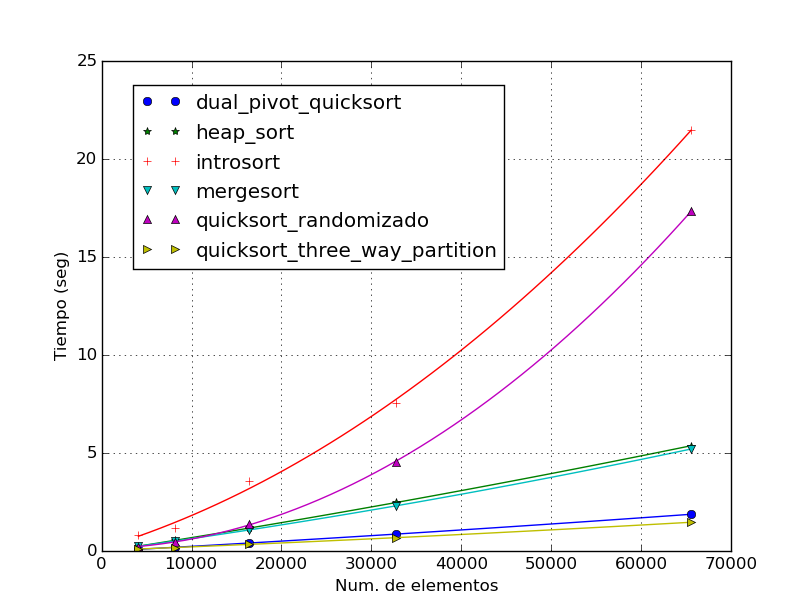 25
20
15
10
5
0
Tiempo (seg)
dual_pivot_quicksort
heap_sort
introsort
mergesort
quicksort_randomizado
quicksort_three_way_partition
0 10000 20000 30000 40000 50000 60000 70000
Num. de elementos